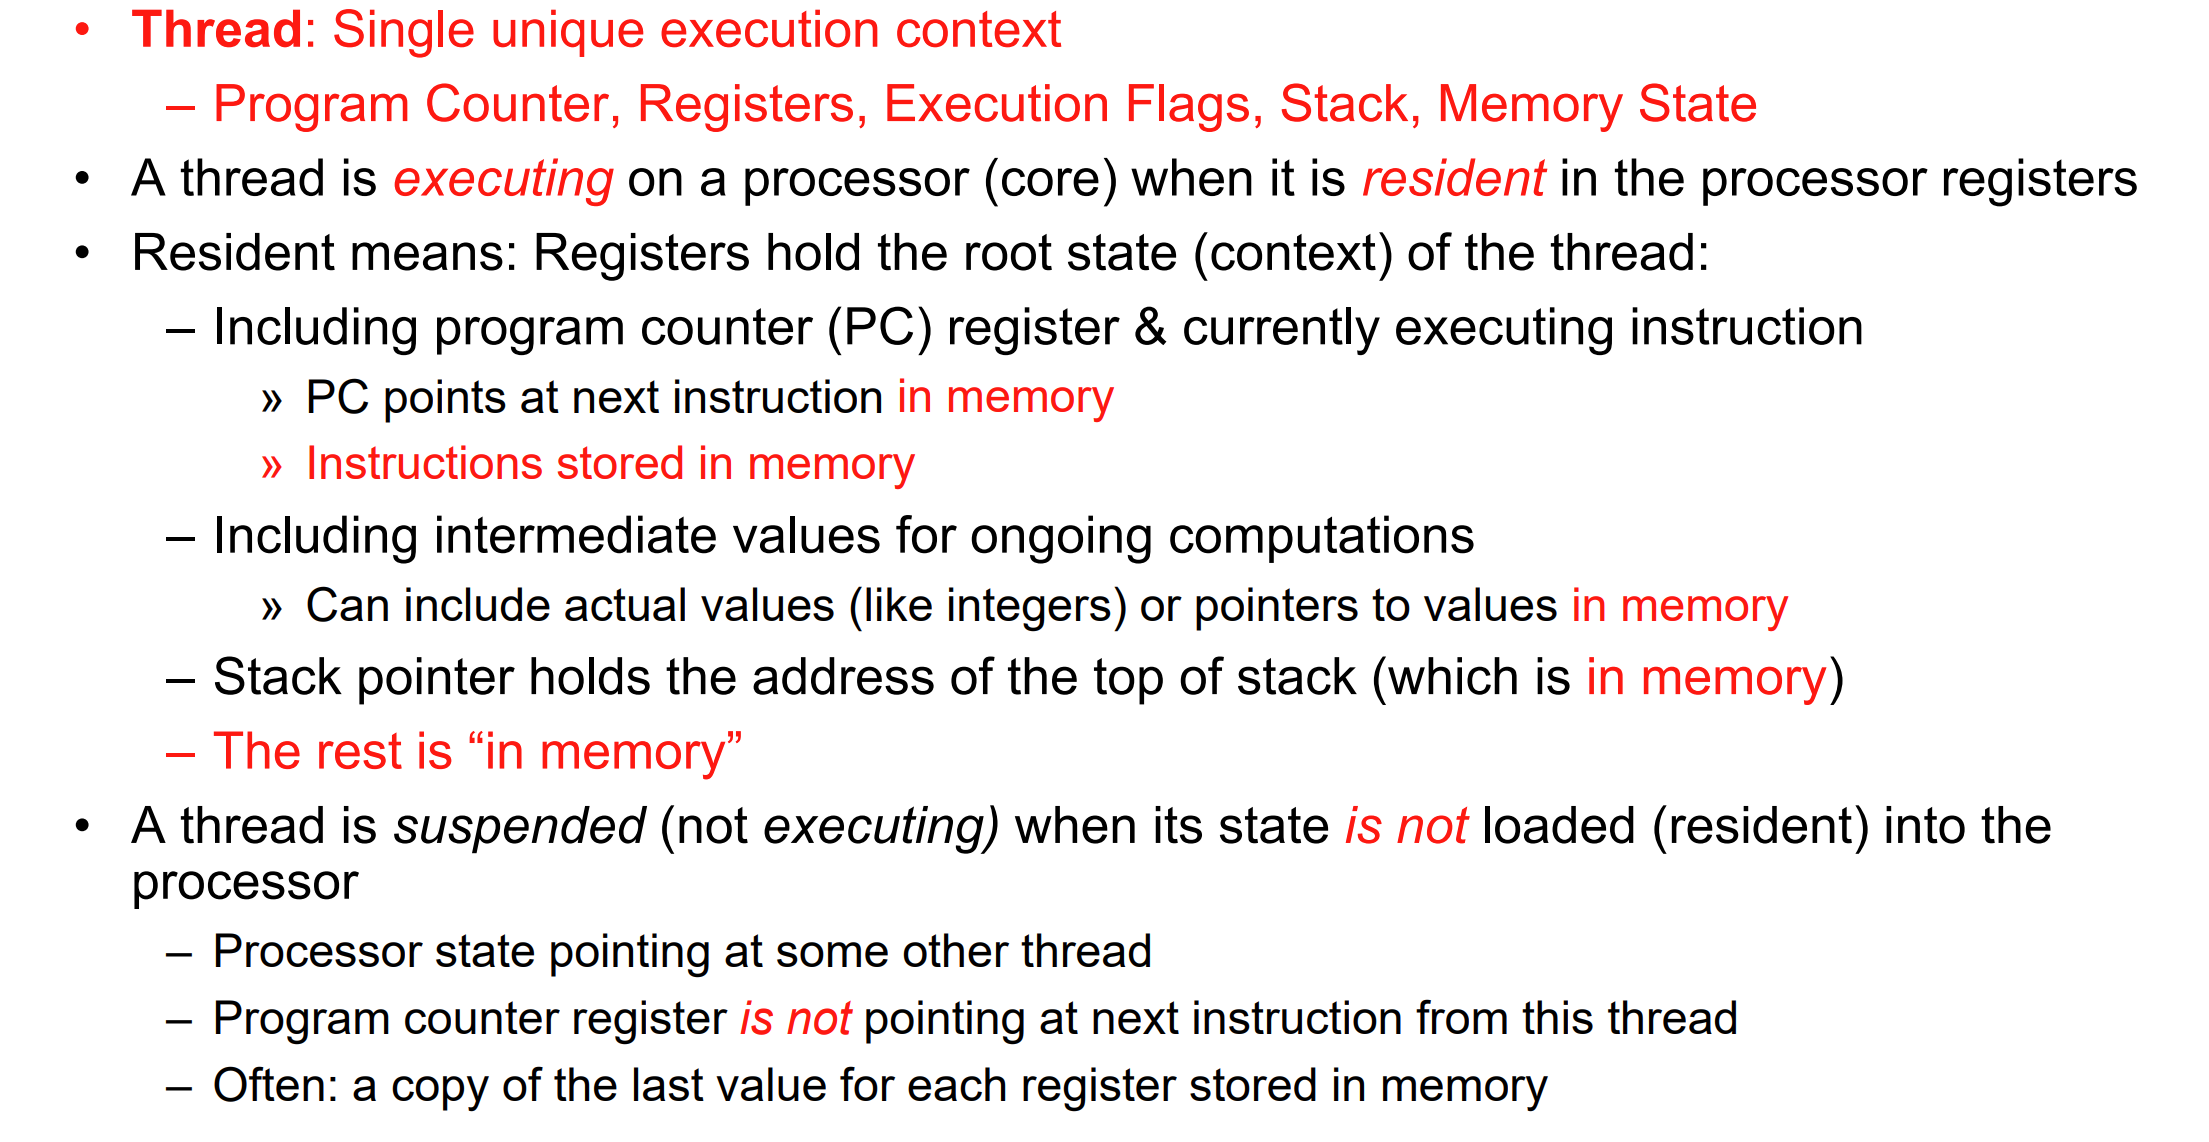 • Thread: Single unique execution context
– Program Counter, Registers, Execution Flags, Stack, Memory State
• A thread is executing on a processor (core) when it is resident in the processor registers
• Resident means: Registers hold the root state (context) of the thread:
– Including program counter (PC) register & currently executing instruction
» PC points at next instruction in memory
» Instructions stored in memory
– Including intermediate values for ongoing computations
» Can include actual values (like integers) or pointers to values in memory
– Stack pointer holds the address of the top of stack (which is in memory)
– The rest is “in memory”
• A thread is suspended (not executing) when its state is not loaded (resident) into the
processor
– Processor state pointing at some other thread
– Program counter register is not pointing at next instruction from this thread
– Often: a copy of the last value for each register stored in memory